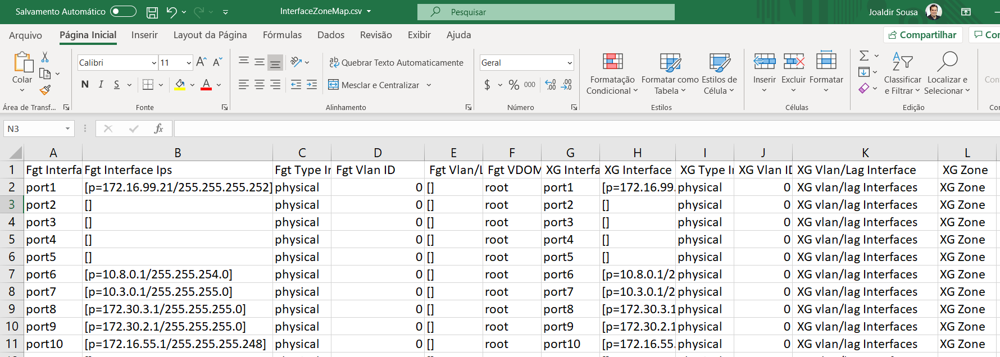 Salvamento Automático
InterfaceZoneMap.csv
Pesquisar
Joaldir Sousa
Arquivo Página Inicial Inserir Layout da Página Fórmulas Dados Revisão Exibir Ajuda
Compartilhar
Co
Colar
Calibri 11
N I S
A A A
ab Quebrar Texto Automaticamente
Mesclar e Centralizar
Geral
$ % 000 ,00 ,00
Formatação Condicional
Formatar como Tabela
Estilos de Célula
Inserir Excluir Formatar
Classificar e Filtrar
Localizar e Selecionar
Área de Transf... Fonte Alinhamento Número Estilos Células Edição Co
N3 fx
A B C D E F G H I J K L
1 Fgt Interfa Fgt Interface Ips Fgt Type Ir Fgt Vlan ID Fgt Vlan/L Fgt VDOM XG Interfa XG Interface XG Type Ir XG Vlan ID XG Vlan/Lag Interface XG Zone
2 port1 [p=172.16.99.21/255.255.255.252] physical 0 [] root port1 [p=172.16.99. physical 0 XG vlan/lag Interfaces XG Zone
3 port2 [] physical 0 [] root port2 [] physical 0 XG vlan/lag Interfaces XG Zone
4 port3 [] physical 0 [] root port3 [] physical 0 XG vlan/lag Interfaces XG Zone
5 port4 [] physical 0 [] root port4 [] physical 0 XG vlan/lag Interfaces XG Zone
6 port5 [] physical 0 [] root port5 [] physical 0 XG vlan/lag Interfaces XG Zone
7 port6 [p=10.8.0.1/255.255.254.0] physical 0 [] root port6 [p=10.8.0.1/2 physical 0 XG vlan/lag Interfaces XG Zone
8 port7 [p=10.3.0.1/255.255.255.0] physical 0 [] root port7 [p=10.3.0.1/2 physical 0 XG vlan/lag Interfaces XG Zone
9 port8 [p=172.30.3.1/255.255.255.0] physical 0 [] root port8 [p=172.30.3.1 physical 0 XG vlan/lag Interfaces XG Zone
10 port9 [p=172.30.2.1/255.255.255.0] physical 0 [] root port9 [p=172.30.2.1 physical 0 XG vlan/lag Interfaces XG Zone
11 port10 [p=172.16.55.1/255.255.255.248] physical 0 [] root port10 [p=172.16.55. physical 0 XG vlan/lag Interfaces XG Zone